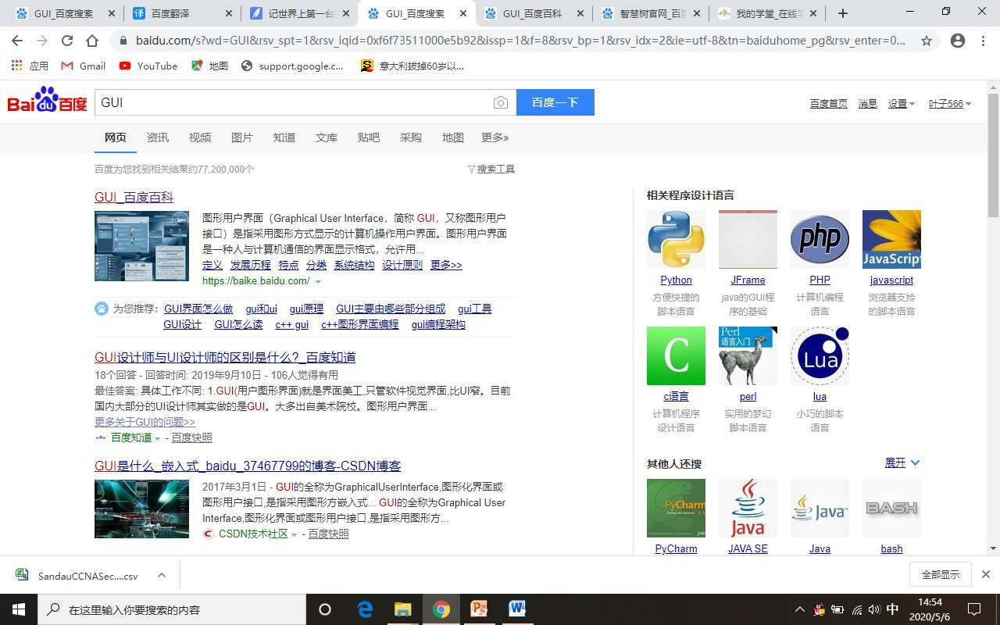 GUI_百度搜索
百度翻译
记世界上第一台
GUI_百度搜索
GUI_百度百科
智慧树官网_百
我的学堂_在线
baidu.com/s?wd=GUI&rsv_spt=1&rsv_iqid=0xf6f73511000e5b92&issp=1&f=8&rsv_bp=1&rsv_idx=2&ie=utf-8&tn=baiduhome_pg&rsv_enter=0...
应用 Gmail YouTube 地图 support.google.c... 意大利拔掉60岁以...
Bai du 百度
GUI
百度一下
百度首页 消息 设置 叶子566
网页 资讯 视频 图片 知道 文库 贴吧 采购 地图 更多»
百度为您找到相关结果约77,200,000个
搜索工具
GUI_百度百科
图形用户界面（Graphical User Interface，简称 GUI，又称图形用户
接口）是指采用图形方式显示的计算机操作用户界面。图形用户界面
是一种人与计算机通信的界面显示格式，允许用...
定义 发展历程 特点 分类 系统结构 设计原则 更多>>
https://baike.baidu.com/
为您推荐： GUI界面怎么做 gui和ui gui原理 GUI主要由哪些部分组成 gui工具
GUI设计 GUI怎么读 c++ gui c++图形界面编程 gui编程架构
GUI设计师与UI设计师的区别是什么?_百度知道
18个回答 - 回答时间: 2019年9月10日 - 106人觉得有用
最佳答案: 具体工作不同: 1.GUI(用户图形界面)就是界面美工,只管软件视觉界面,比UI窄。目前
国内大部分的UI设计师其实做的是GUI。大多出自美术院校。图形用户界面...
更多关于GUI的问题>>
百度知道 - 百度快照
GUI是什么_嵌入式_baidu_37467799的博客-CSDN博客
2017年3月1日 - GUI的全称为GraphicalUserInterface,图形化界面或
图形用户接口,是指采用图形方嵌入式... GUI的全称为Graphical User
Interface,图形化界面或图形用户接口,是指采用图形方...
C CSDN技术社区 - 百度快照
相关程序设计语言
php
JavaScript
Python JFrame PHP javascript
方便快捷的 java的GUI程 计算机编程 浏览器支持
脚本语言 序的基础 语言 的脚本语言
C
Perl
语言入门
Lua
c语言 perl lua
计算机程序 实用的梦幻 小巧的脚本
设计语言 脚本语言 语言
其他人还搜 展开
PyCharm
Java
Java
BASH
PyCharm JAVA SE Java bash
SandauCCNASec....csv
全部显示
在这里输入你要搜索的内容
中
14:54
2020/5/6